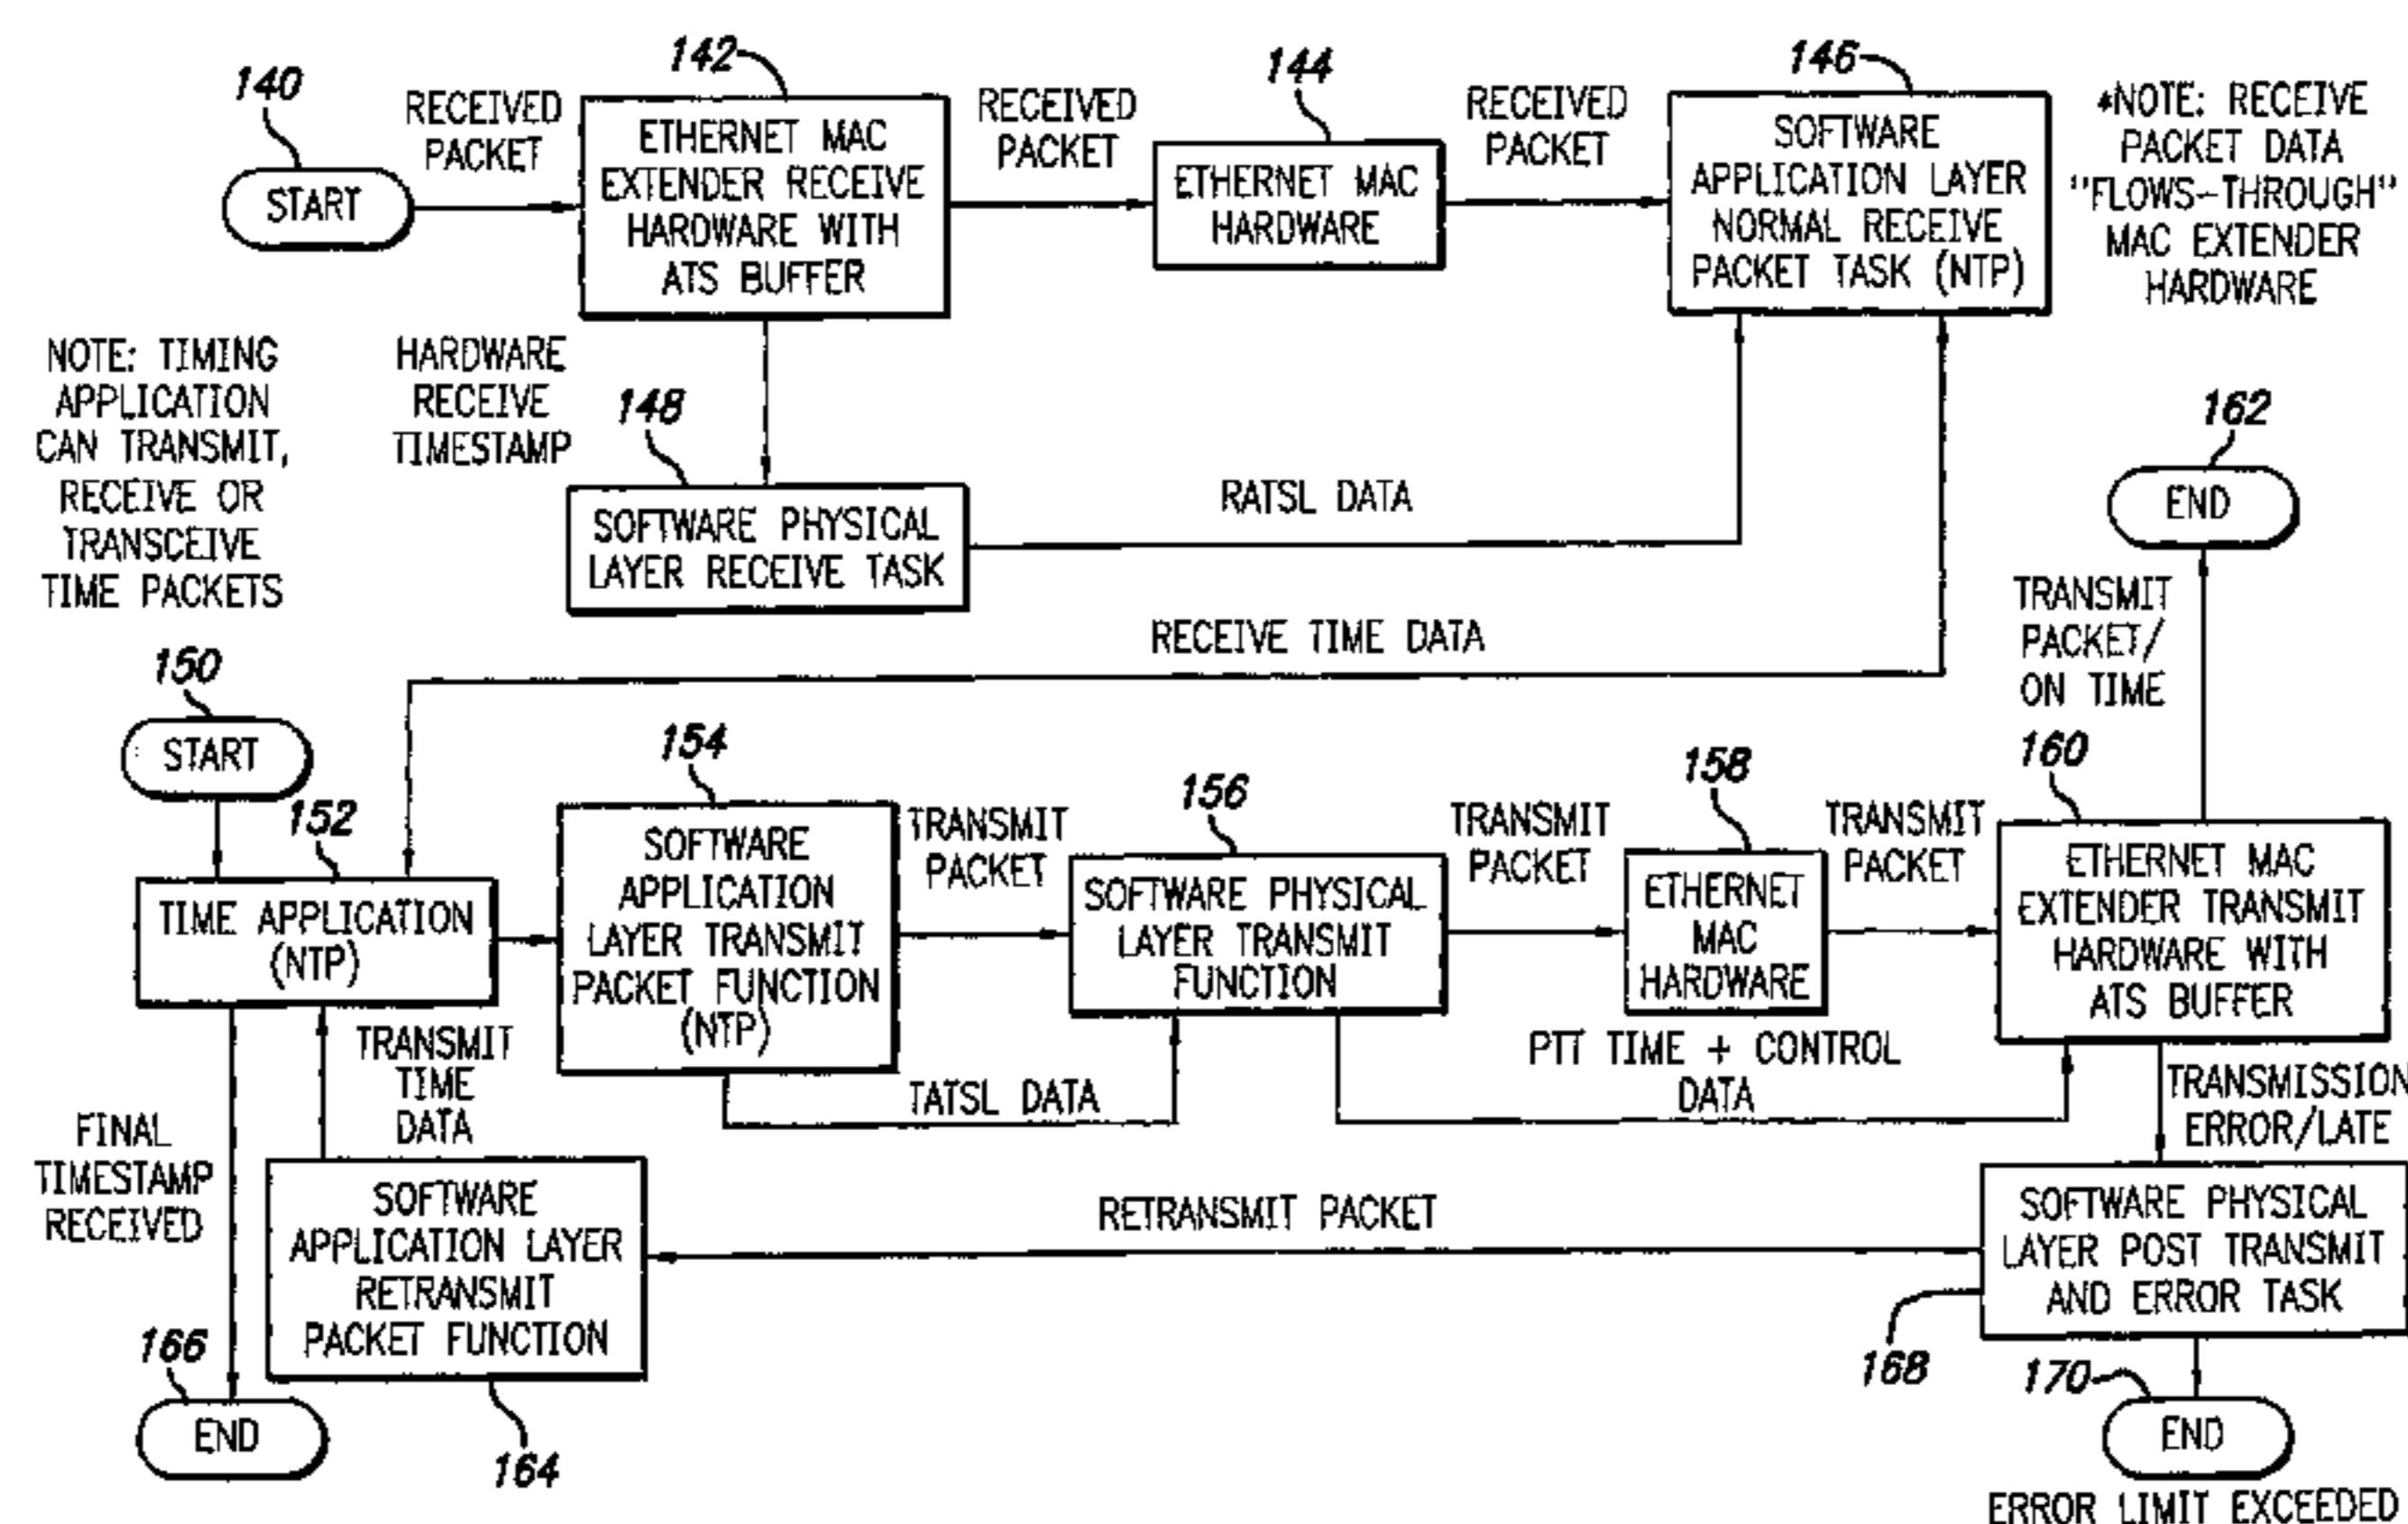 140
START
RECEIVED
PACKET
142
ETHERNET MAC
EXTENDER RECEIVE
HARDWARE WITH
ATS BUFFER
RECEIVED
PACKET
144
ETHERNET MAC
HARDWARE
RECEIVED
PACKET
146
SOFTWARE
APPLICATION LAYER
NORMAL RECEIVE
PACKET TASK (NTP)
*NOTE: RECEIVE
PACKET DATA
"FLOWS-THROUGH"
MAC EXTENDER
HARDWARE
NOTE: TIMING
APPLICATION
CAN TRANSMIT,
RECEIVE OR
TRANSCEIVE
TIME PACKETS
HARDWARE
RECEIVE
TIMESTAMP
148
SOFTWARE PHYSICAL
LAYER RECEIVE TASK
RATSL DATA
RECEIVE TIME DATA
162
END
TRANSMIT
PACKET/
ON TIME
150
START
152
TIME APPLICATION
(NTP)
154
SOFTWARE
APPLICATION
LAYER TRANSMIT
PACKET FUNCTION
(NTP)
TRANSMIT
PACKET
156
SOFTWARE PHYSICAL
LAYER TRANSMIT
FUNCTION
TRANSMIT
PACKET
158
ETHERNET
MAC
HARDWARE
TRANSMIT
PACKET
160
ETHERNET MAC
EXTENDER TRANSMIT
HARDWARE WITH
ATS BUFFER
TATSL DATA
PTT TIME + CONTROL
DATA
TRANSMISSION
ERROR/LATE
FINAL
TIMESTAMP
RECEIVED
TRANSMIT
TIME
DATA
SOFTWARE
APPLICATION LAYER
RETRANSMIT
PACKET FUNCTION
164
RETRANSMIT PACKET
SOFTWARE PHYSICAL
LAYER POST TRANSMIT
AND ERROR TASK
168
166
END
170
END
ERROR LIMIT EXCEEDED